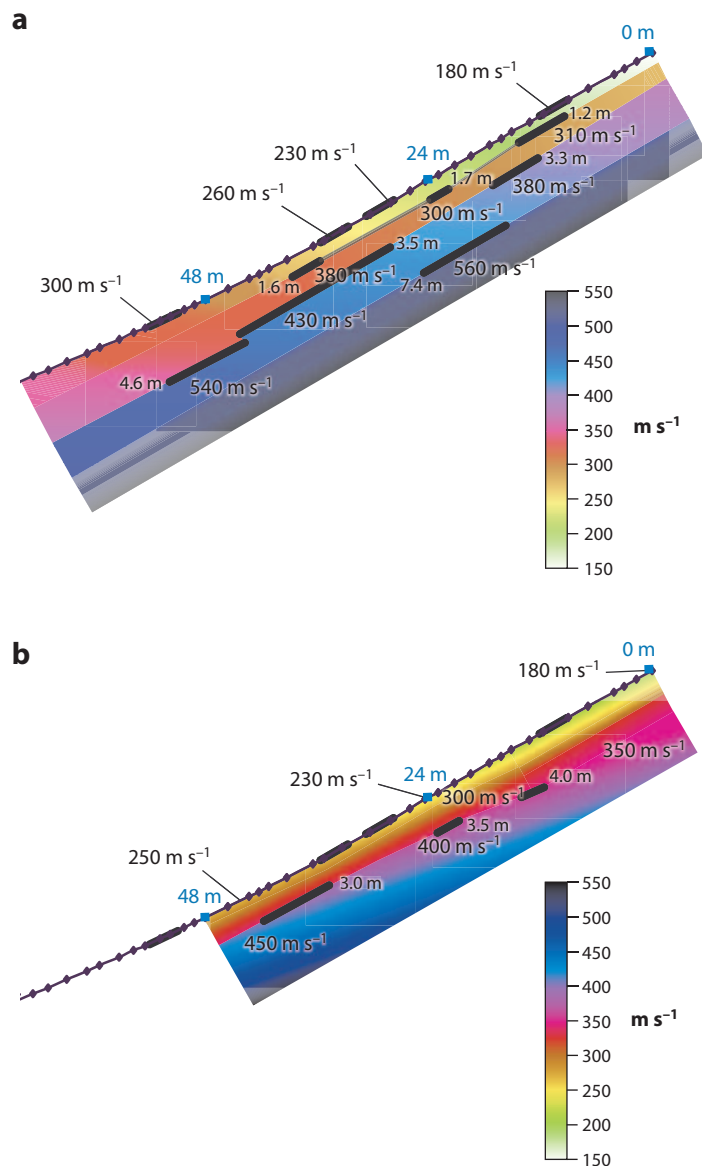 a
0 m
180 m s⁻¹
1.2 m
310 m s⁻¹
24 m
3.3 m
230 m s⁻¹
1.7 m
380 m s⁻¹
260 m s⁻¹
300 m s⁻¹
3.5 m
48 m
380 m s⁻¹
560 m s⁻¹
300 m s⁻¹
1.6 m
7.4 m
430 m s⁻¹
4.6 m
540 m s⁻¹
550
500
450
400
350
300
250
200
150
m s⁻¹
b
0 m
180 m s⁻¹
350 m s⁻¹
24 m
4.0 m
230 m s⁻¹
300 m s⁻¹
3.5 m
400 m s⁻¹
250 m s⁻¹
3.0 m
48 m
450 m s⁻¹
550
500
450
400
350
300
250
200
150
m s⁻¹